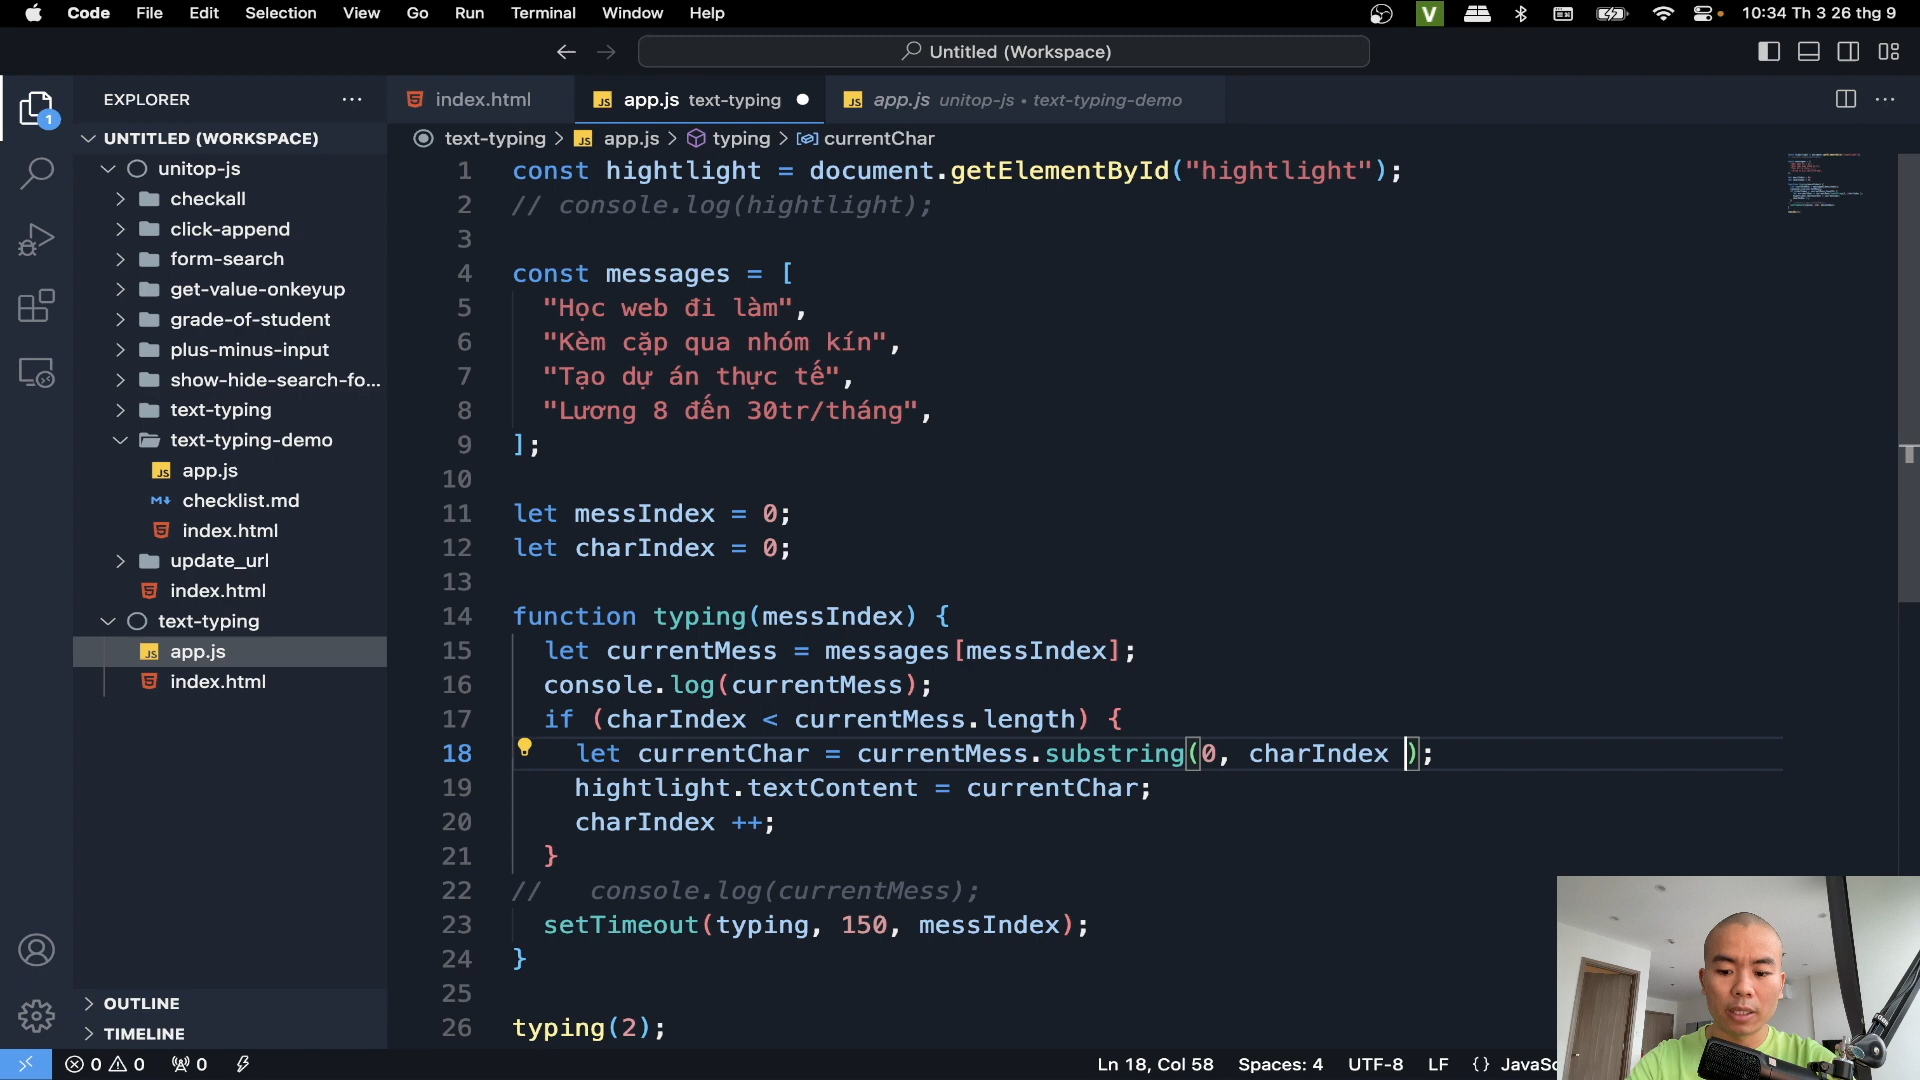 Code File Edit Selection View Go Run Terminal Window Help V 10:34 Th 3 26 thg 9
Untitled (Workspace)
EXPLORER
index.html
JS app.js text-typing
JS app.js unitop-js • text-typing-demo
text-typing > JS app.js > typing > currentChar
1
UNTITLED (WORKSPACE)
unitop-js
checkall
click-append
form-search
get-value-onkeyup
grade-of-student
plus-minus-input
show-hide-search-fo...
text-typing
text-typing-demo
JS app.js
M↓ checklist.md
index.html
update_url
index.html
text-typing
JS app.js
index.html
OUTLINE
TIMELINE
1 const hightlight = document.getElementById("hightlight");
2 // console.log(hightlight);
3
4 const messages = [
5 "Học web đi làm",
6 "Kèm cặp qua nhóm kín",
7 "Tạo dự án thực tế",
8 "Lương 8 đến 30tr/tháng",
9 ];
10
11 let messIndex = 0;
12 let charIndex = 0;
13
14 function typing(messIndex) {
15 let currentMess = messages[messIndex];
16 console.log(currentMess);
17 if (charIndex < currentMess.length) {
18 let currentChar = currentMess.substring(0, charIndex );
19 hightlight.textContent = currentChar;
20 charIndex ++;
21 }
22 // console.log(currentMess);
23 setTimeout(typing, 150, messIndex);
24 }
25
26 typing(2);
0 0 0 Ln 18, Col 58 Spaces: 4 UTF-8 LF {}